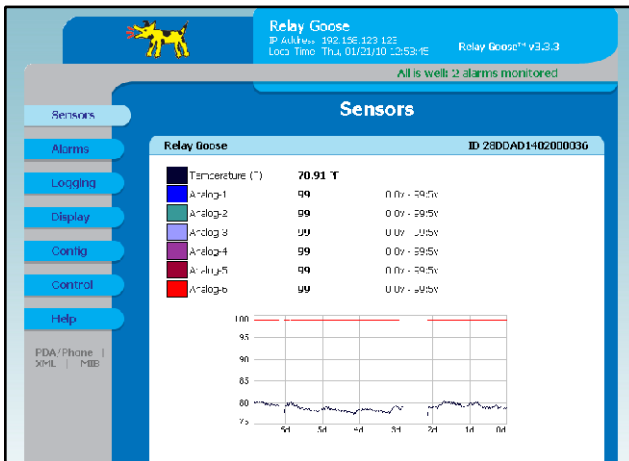 Relay Goose
IP Address 192.168.123.123
Local Time Thu, 01/21/10 12:53:45
Relay Goose™ v3.3.3
All is well: 2 alarms monitored
Sensors
Sensors
Alarms
Logging
Display
Config
Control
Help
PDA/Phone |
XML | MIB
Relay Goose ID 28DDAD1402000036
Temperature (F) 70.91 °F
Analog-1 99 0:0v - 99:5v
Analog-2 99 0:0v - 99:5v
Analog-3 99 0:0v - 99:5v
Analog-4 99 0:0v - 99:5v
Analog-5 99 0:0v - 99:5v
Analog-6 99 0:0v - 99:5v
100
95
90
85
80
75
5d 4d 3d 2d 1d 0d